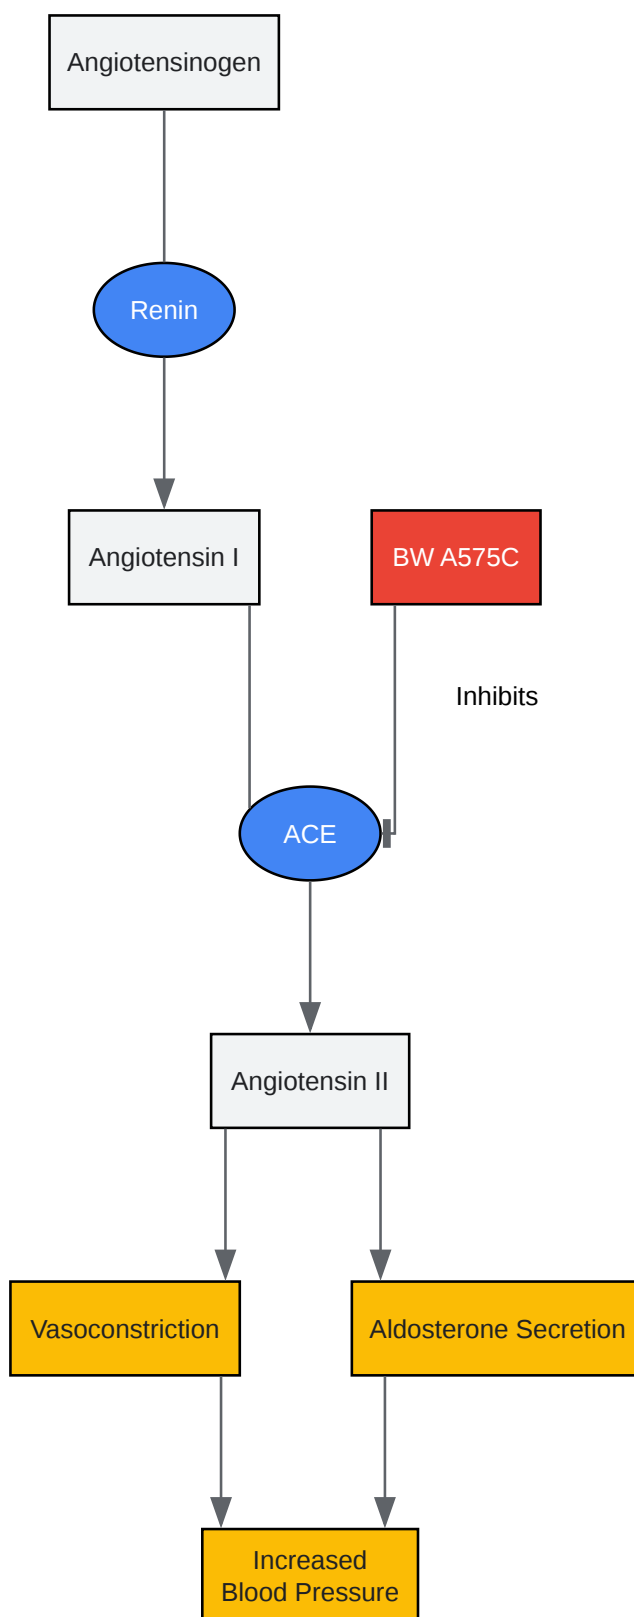 Angiotensinogen
Renin
Angiotensin I
BW A575C
Inhibits
ACE
Angiotensin II
Vasoconstriction
Aldosterone Secretion
Increased
Blood Pressure